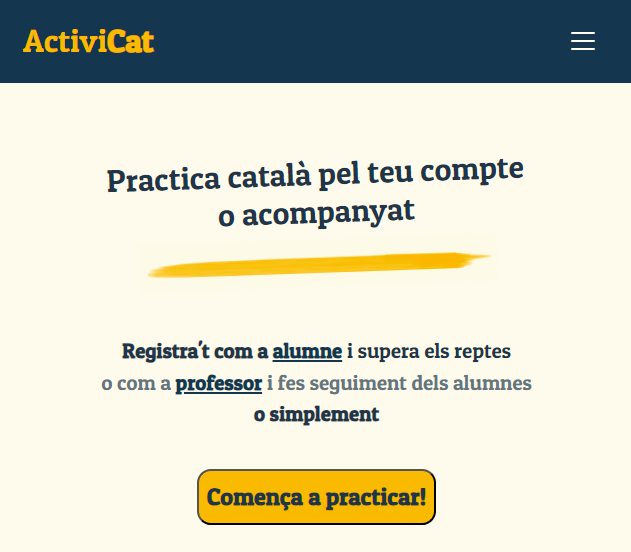 ActiviCat
Practica català pel teu compte
o acompanyat
Registra't com a alumne i supera els reptes
o com a professor i fes seguiment dels alumnes
o simplement
Comença a practicar!